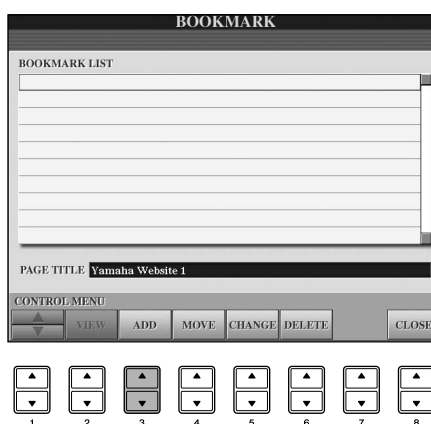 BOOKMARK
BOOKMARK LIST
PAGE TITLE Yamaha Website 1
CONTROL MENU
VIEW ADD MOVE CHANGE DELETE CLOSE
1 2 3 4 5 6 7 8